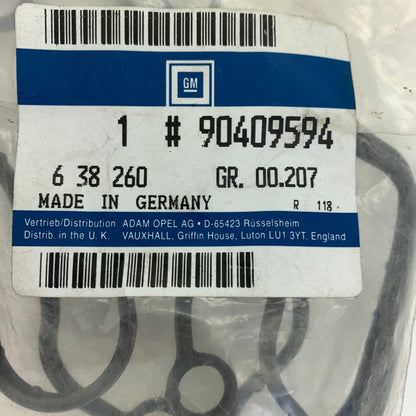 GM
1 # 90409594
6 38 260 GR. 00.207
MADE IN GERMANY R 118
Vertrieb/Distribution ADAM OPEL AG • D-65423 Rüsselsheim
Distrib. in the U.K. VAUXHALL, Griffin House, Luton LU1 3YT. England